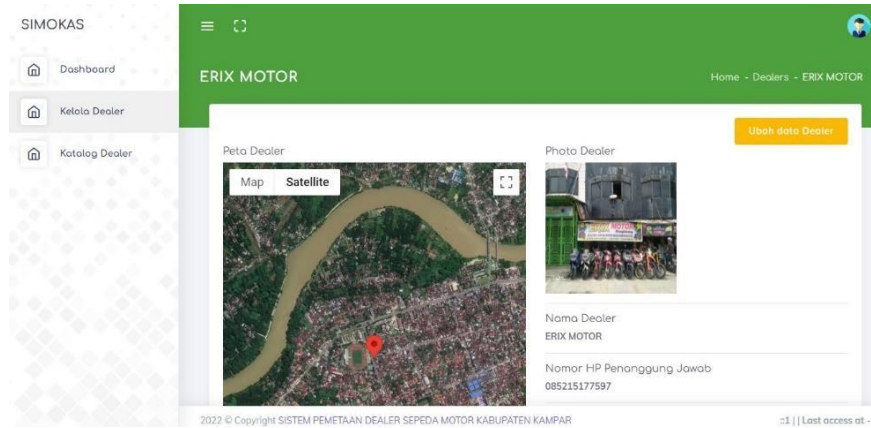 SIMOKAS
Dashboard
Kelola Dealer
Katalog Dealer
ERIX MOTOR
Home - Dealers - ERIX MOTOR
Ubah data Dealer
Peta Dealer
Map Satellite
Photo Dealer
MOTOR
Nama Dealer
ERIX MOTOR
Nomor HP Penanggung Jawab
085215177597
2022 © Copyright SISTEM PEMETAAN DEALER SEPEDA MOTOR KABUPATEN KAMPAR
::1 | | Last access at -